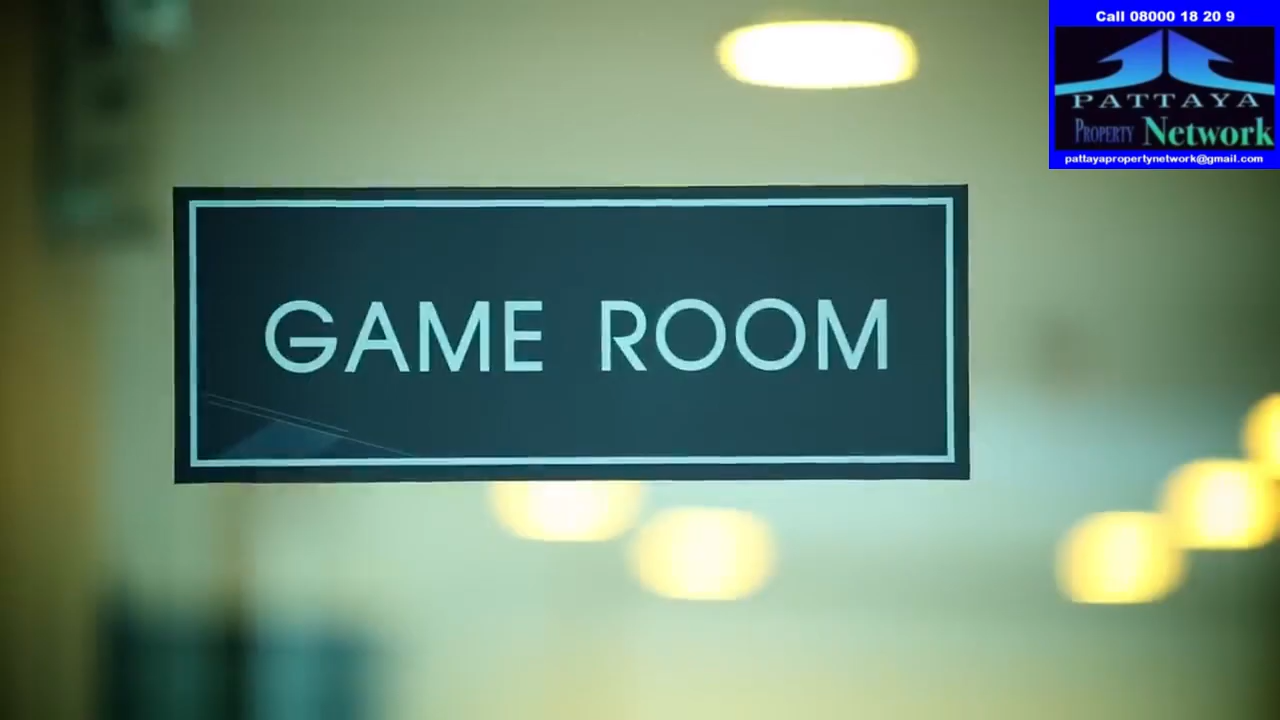 Call 08000 18 20 9
PATTAYA
PROPERTY Network
pattayapropertynetwork@gmail.com
GAME ROOM